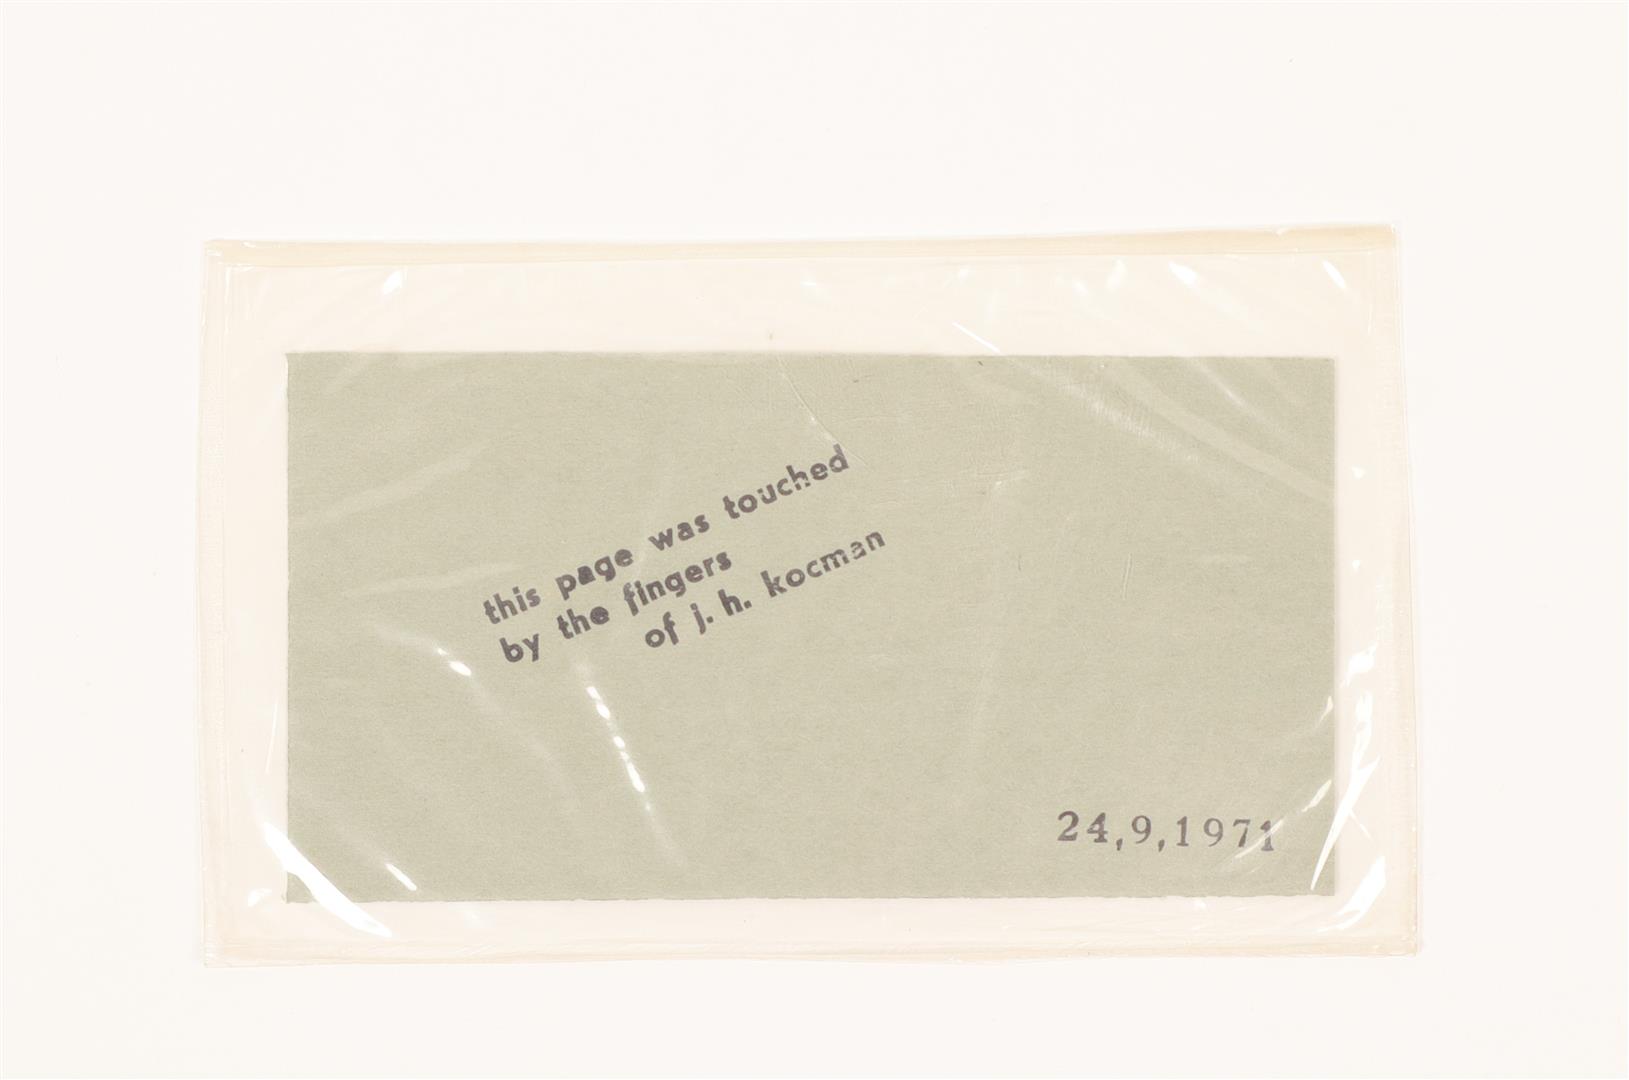 this page was touched
by the fingers
of j. h. kocman
24,9,1971